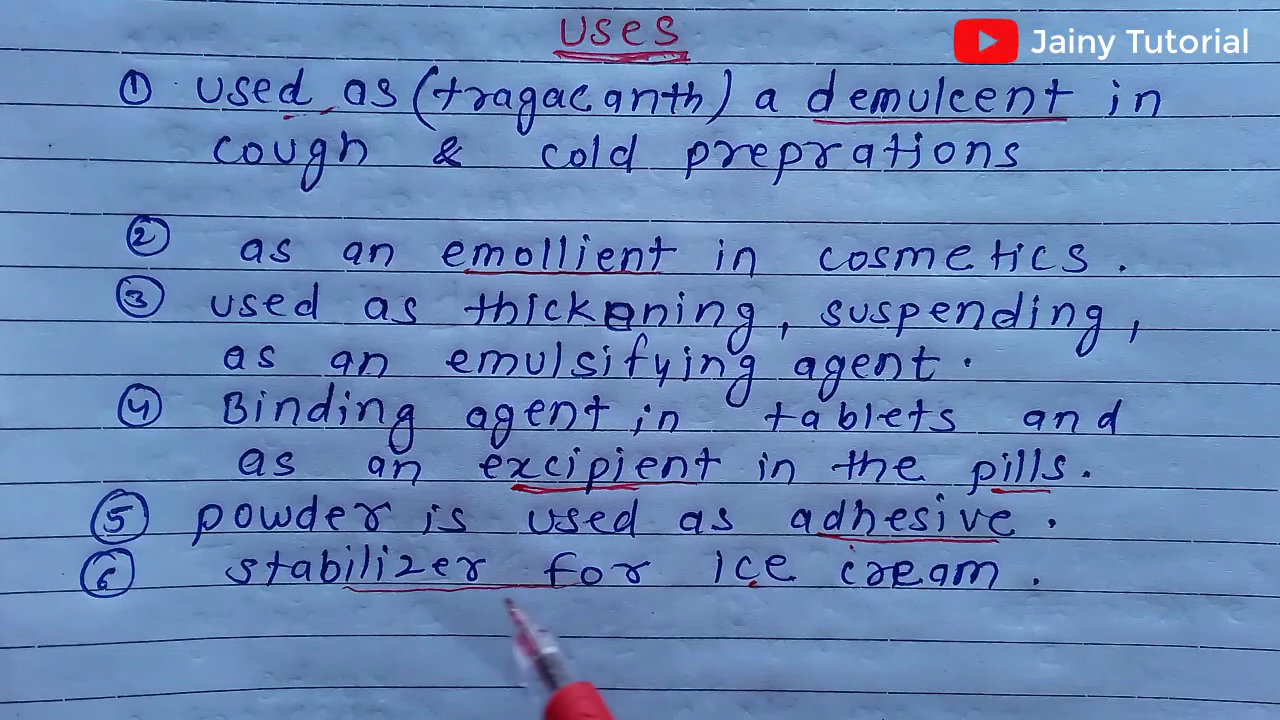 uses
Jainy Tutorial
① used as (tragacanth) a demulcent in
cough & cold preprations
② as an emollient in cosmetics.
③ used as thickening, suspending,
as an emulsifying agent.
④ Binding agent in tablets and
as an excipient in the pills.
⑤ powder is used as adhesive.
⑥ stabilizer for ice cream.